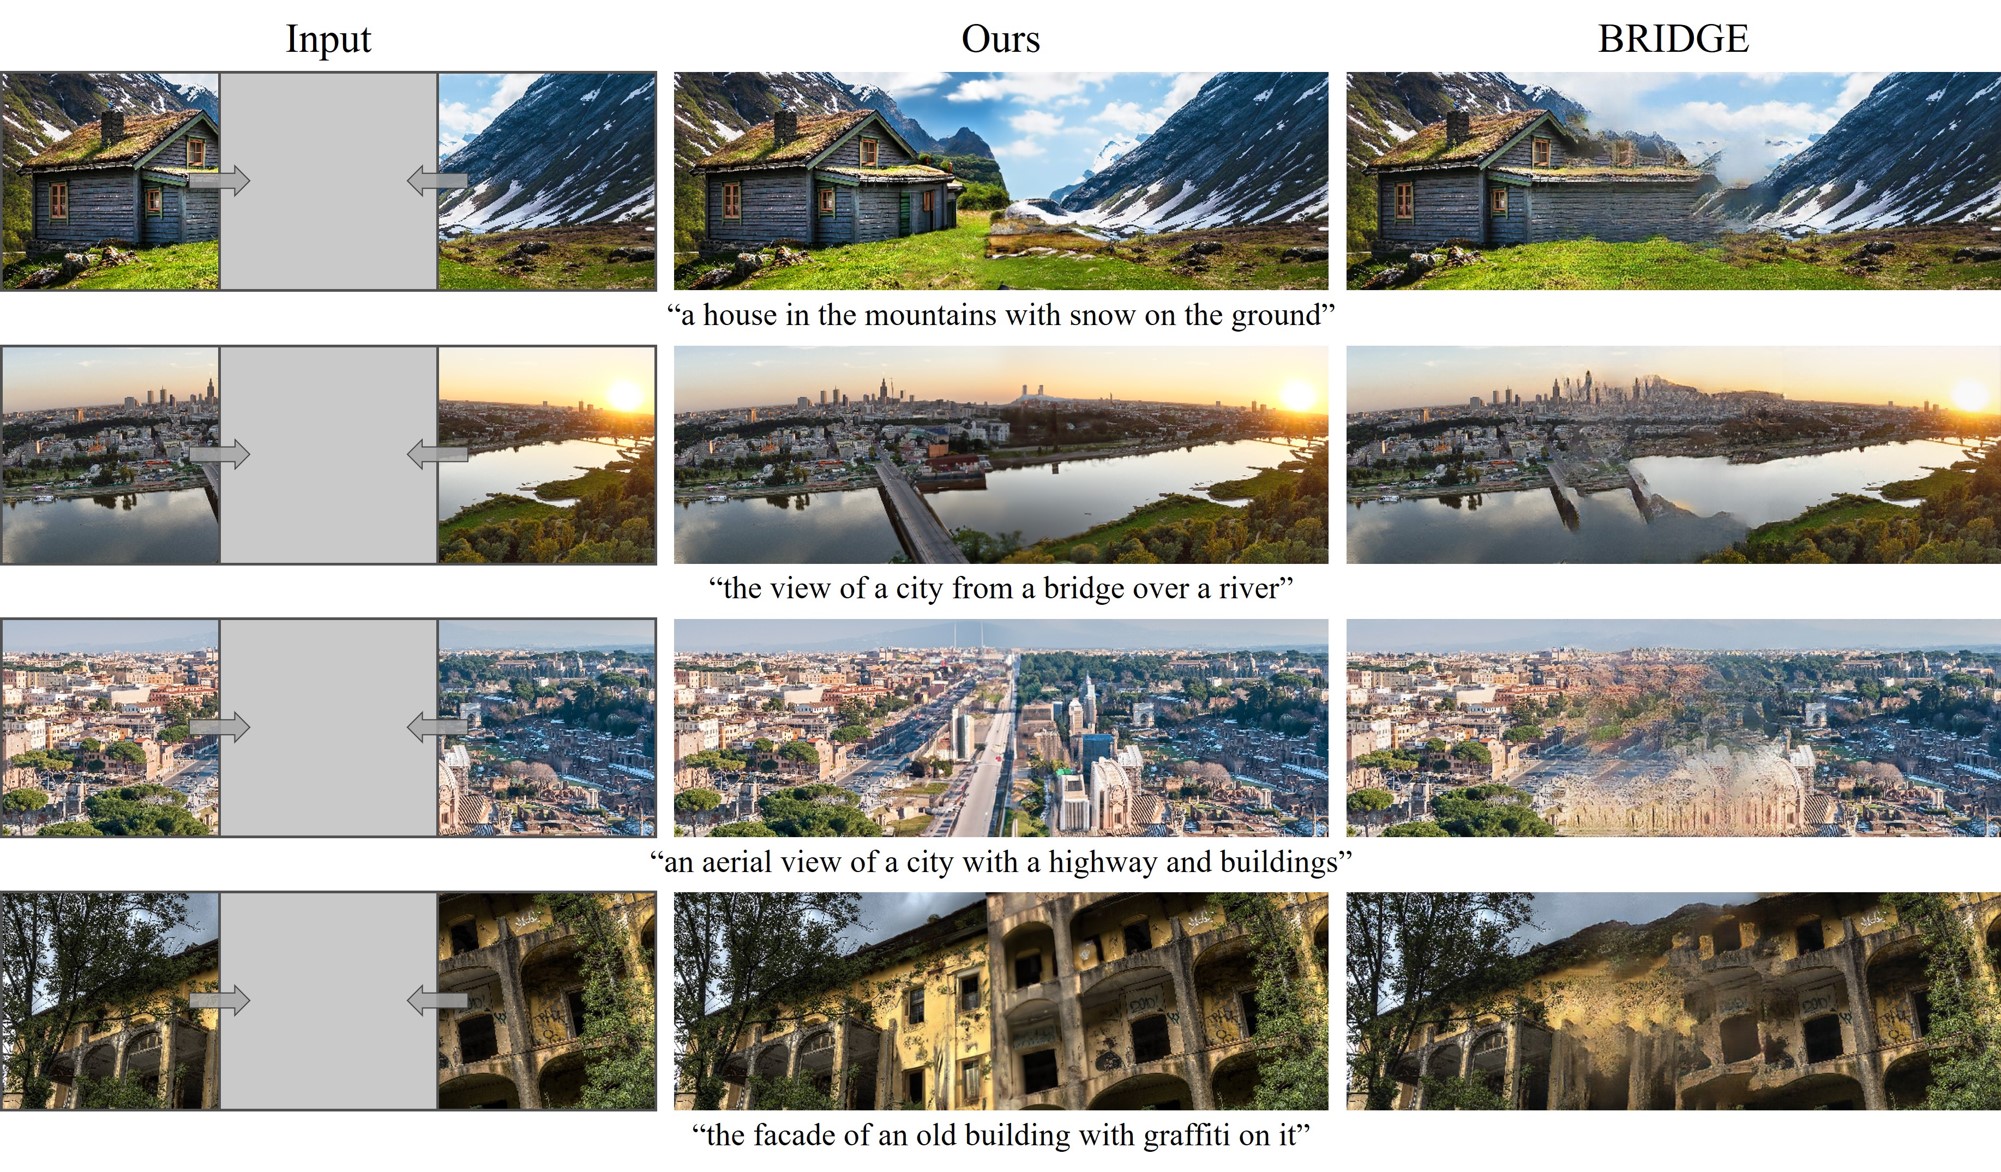 Input Ours BRIDGE
“a house in the mountains with snow on the ground”
“the view of a city from a bridge over a river”
“an aerial view of a city with a highway and buildings”
“the facade of an old building with graffiti on it”